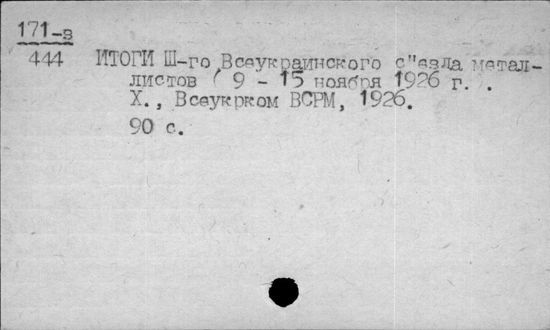 171-в
444
ИТОГИ Ш-го Всеукраинского с"езда метал-
листов ( 9 - 15 ноября 1926 г. ).
Х., Всеукрком ВСРМ, 1926.
90 с.